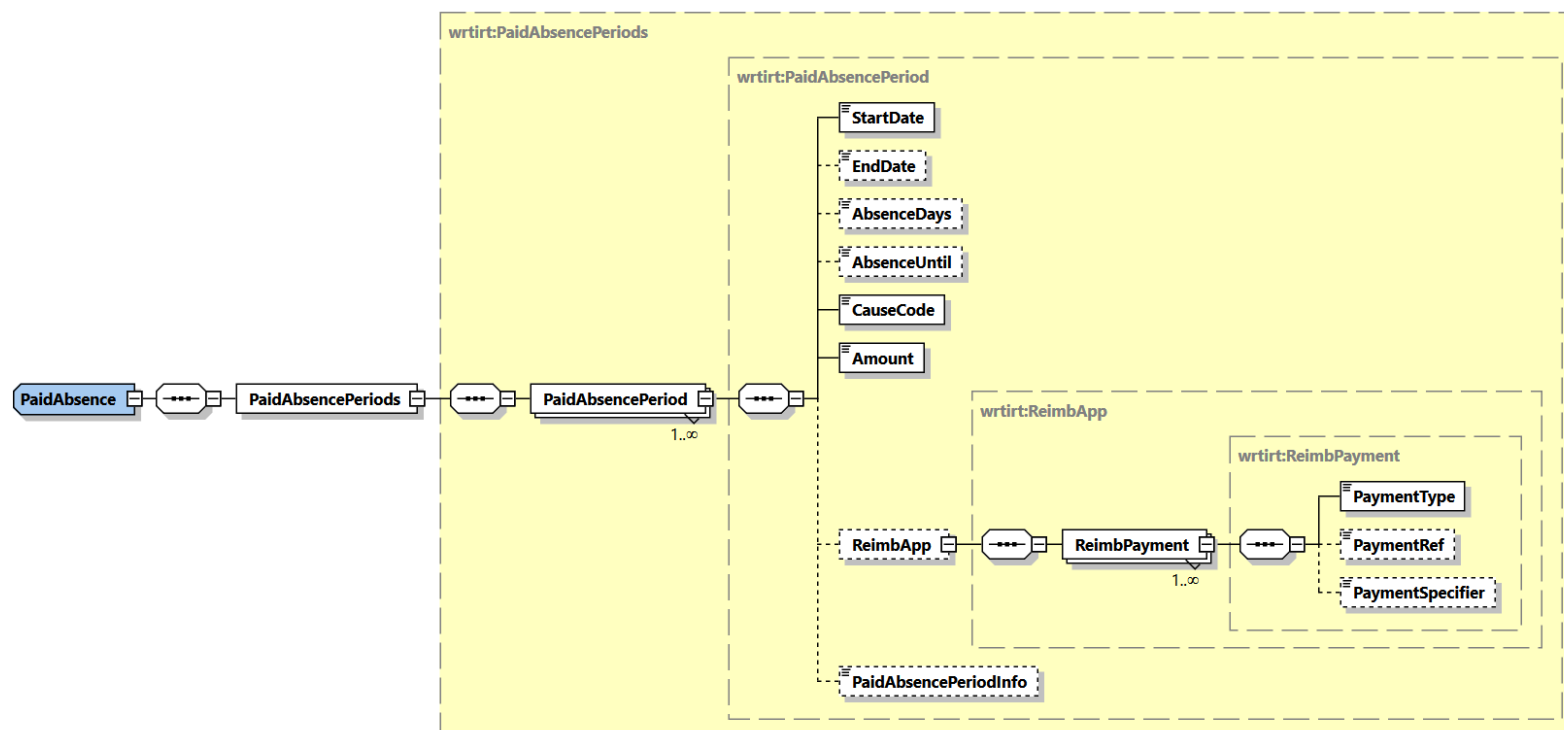 wrtirt:PaidAbsencePeriods
wrtirt:PaidAbsencePeriod
StartDate
EndDate
AbsenceDays
AbsenceUntil
CauseCode
Amount
PaidAbsence
PaidAbsencePeriods
PaidAbsencePeriod
1..∞
wrtirt:ReimbApp
wrtirt:ReimbPayment
PaymentType
ReimbApp
ReimbPayment
1..∞
PaymentRef
PaymentSpecifier
PaidAbsencePeriodInfo